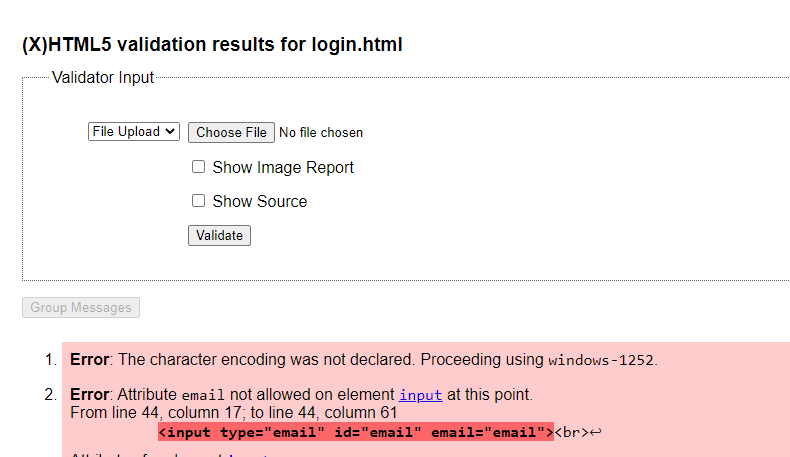 (X)HTML5 validation results for login.html
Validator Input
File Upload Choose File No file chosen
Show Image Report
Show Source
Validate
Group Messages
1. Error: The character encoding was not declared. Proceeding using windows-1252.
2. Error: Attribute email not allowed on element input at this point.
From line 44, column 17; to line 44, column 61
<input type="email" id="email" email="email"><br>↩